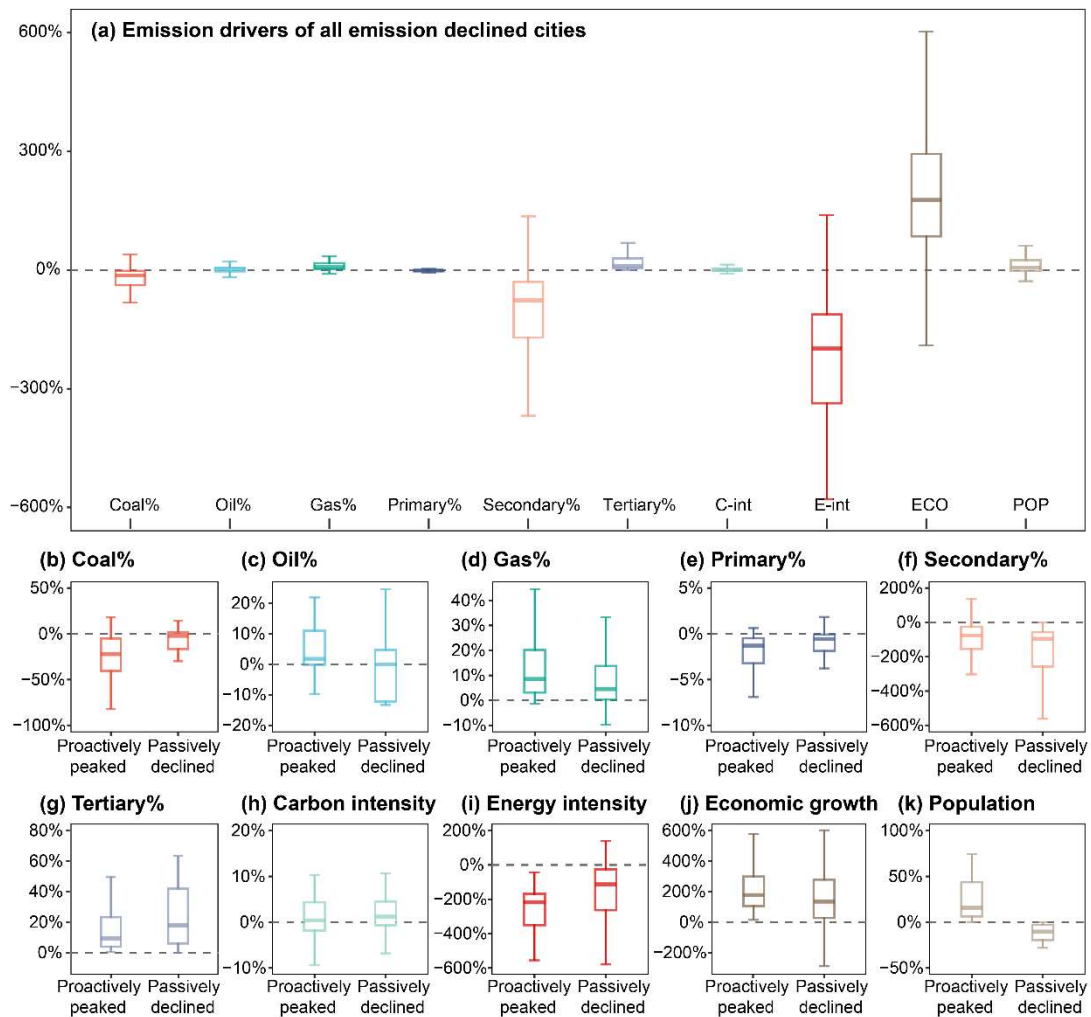 (a) Emission drivers of all emission declined cities
600%
300%
0%
−300%
−600%
Coal% Oil% Gas% Primary% Secondary% Tertiary% C-int E-int ECO POP
(b) Coal% (c) Oil% (d) Gas% (e) Primary% (f) Secondary%
50%
0%
−50%
−100%
20%
10%
0%
−10%
−20%
40%
30%
20%
10%
0%
−10%
5%
0%
−5%
−10%
200%
0%
−200%
−400%
−600%
Proactively Passively
peaked declined
Proactively Passively
peaked declined
Proactively Passively
peaked declined
Proactively Passively
peaked declined
Proactively Passively
peaked declined
(g) Tertiary% (h) Carbon intensity (i) Energy intensity (j) Economic growth (k) Population
80%
60%
40%
20%
0%
20%
10%
0%
−10%
200%
0%
−200%
−400%
−600%
600%
400%
200%
0%
−200%
100%
50%
0%
−50%
Proactively Passively
peaked declined
Proactively Passively
peaked declined
Proactively Passively
peaked declined
Proactively Passively
peaked declined
Proactively Passively
peaked declined